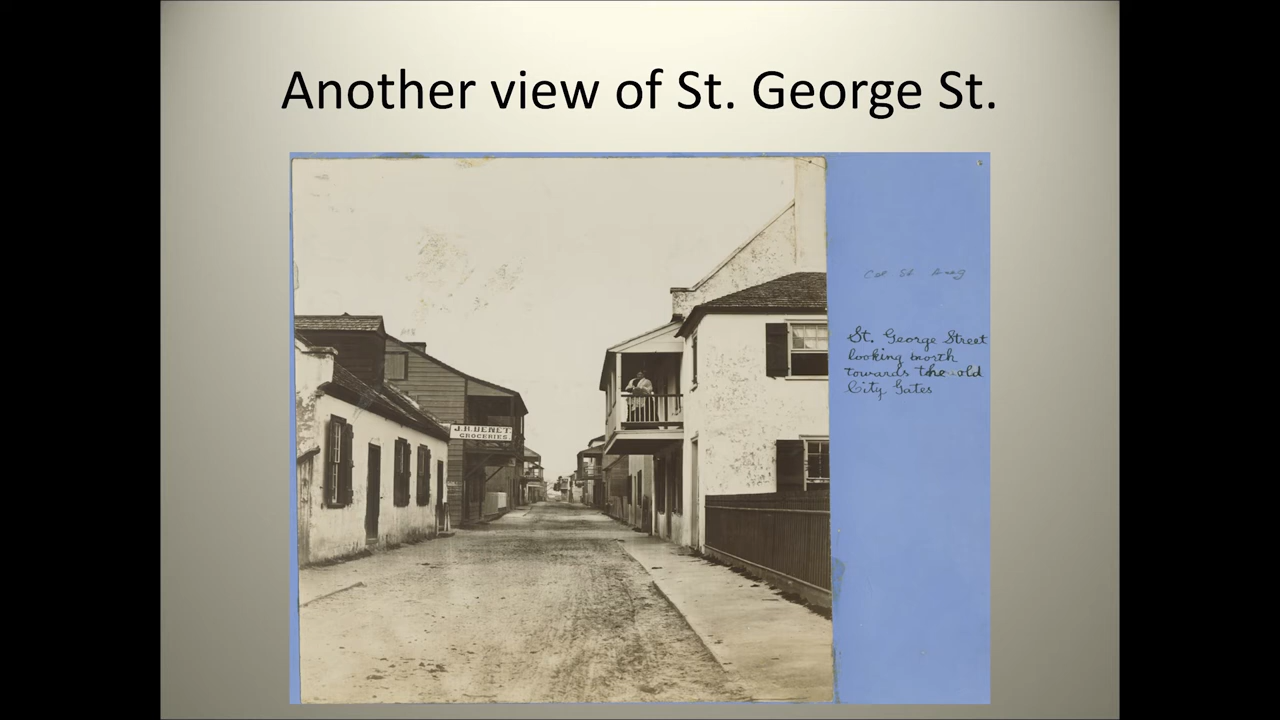 Another view of St. George St.
J.H.BENET
GROCERIES
St. George Street
looking north
towards the old
City Gates